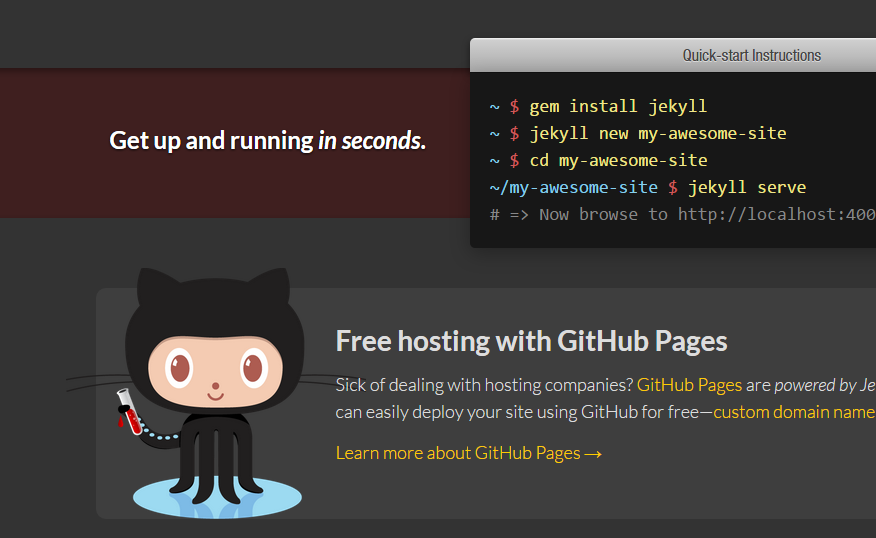 Quick-start Instructions
~ $ gem install jekyll
~ $ jekyll new my-awesome-site
~ $ cd my-awesome-site
~/my-awesome-site $ jekyll serve
# => Now browse to http://localhost:400
Get up and running in seconds.
Free hosting with GitHub Pages
Sick of dealing with hosting companies? GitHub Pages are powered by Je
can easily deploy your site using GitHub for free—custom domain name
Learn more about GitHub Pages →